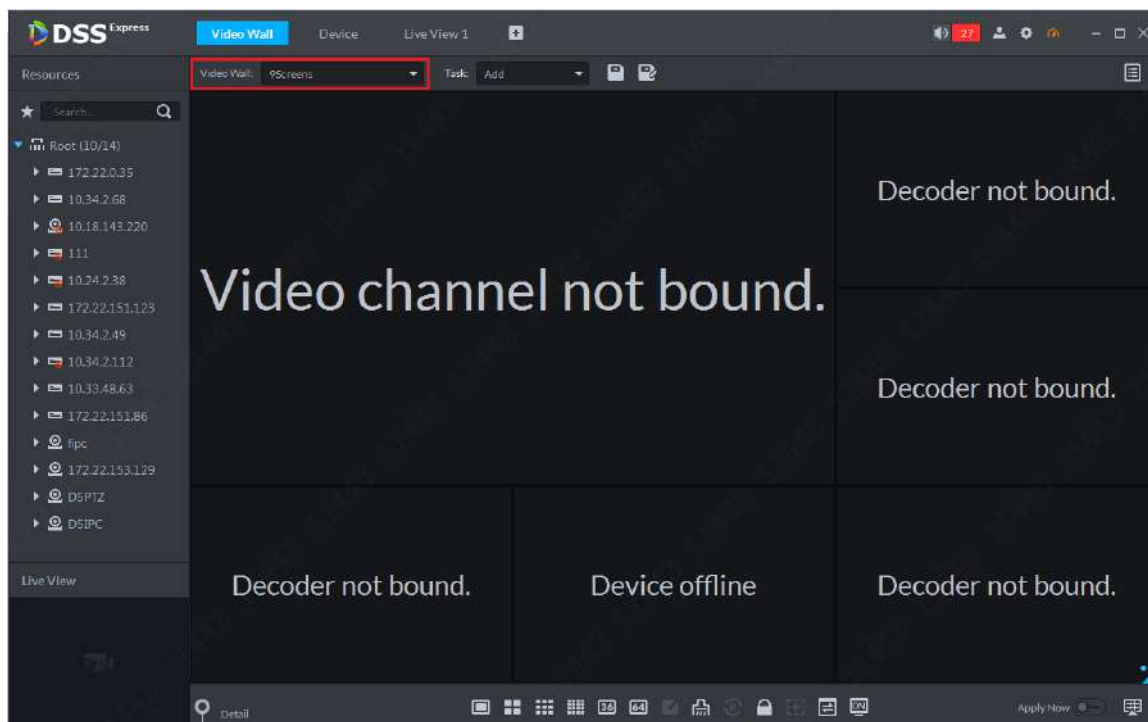 DSS Express
Video Wall
Device
Live View 1
27
Resources
Video Wall: 9Screens
Task: Add
Search...
Root (10/14)
172.22.0.35
10.34.2.68
10.18.143.220
111
10.24.2.38
172.22.151.123
10.34.2.49
10.34.2.112
10.33.48.63
172.22.151.86
fipc
172.22.153.129
DSPTZ
DSIPC
Video channel not bound.
Decoder not bound.
Decoder not bound.
Decoder not bound.
Device offline
Decoder not bound.
Live View
Detail
36
64
ON
Apply Now